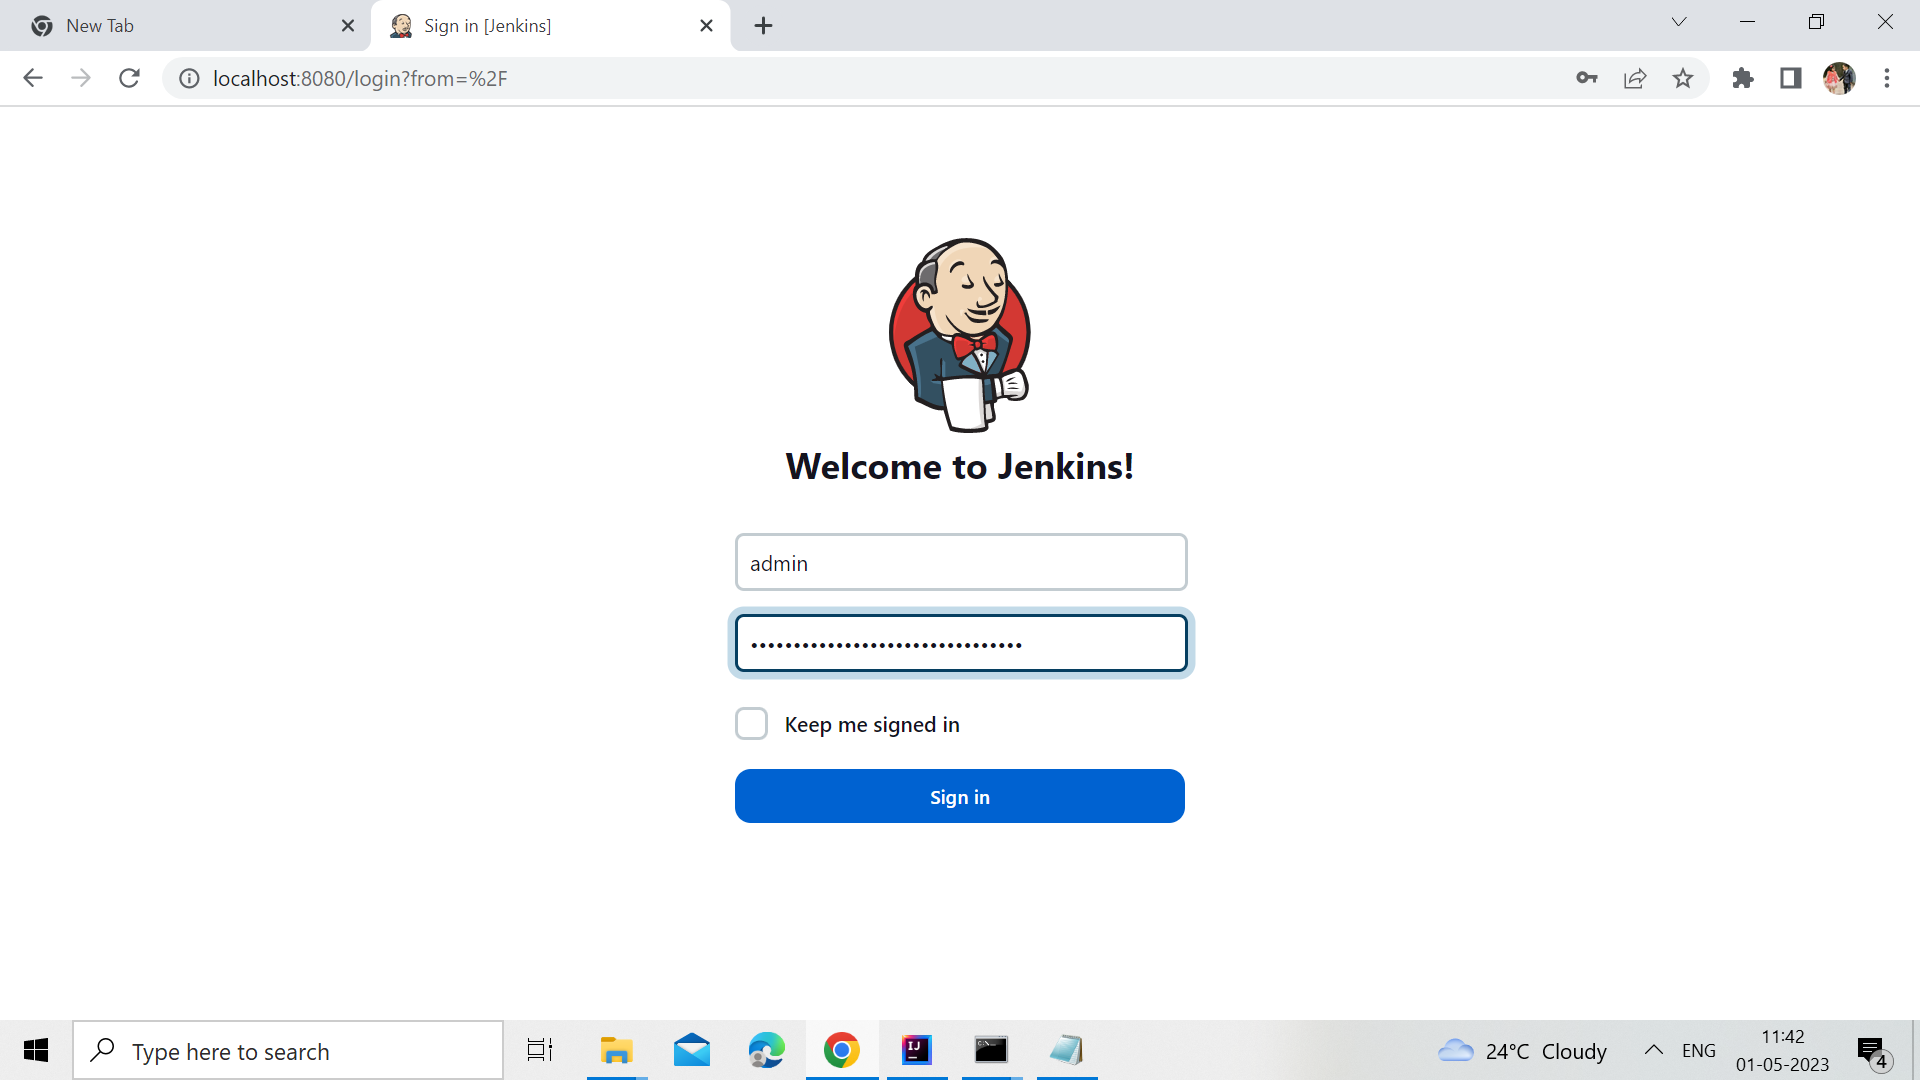 New Tab
Sign in [Jenkins]
localhost:8080/login?from=%2F
Welcome to Jenkins!
admin
••••••••••••••••••••••••••••••••
Keep me signed in
Sign in
Type here to search
24°C Cloudy
ENG
11:42
01-05-2023
4